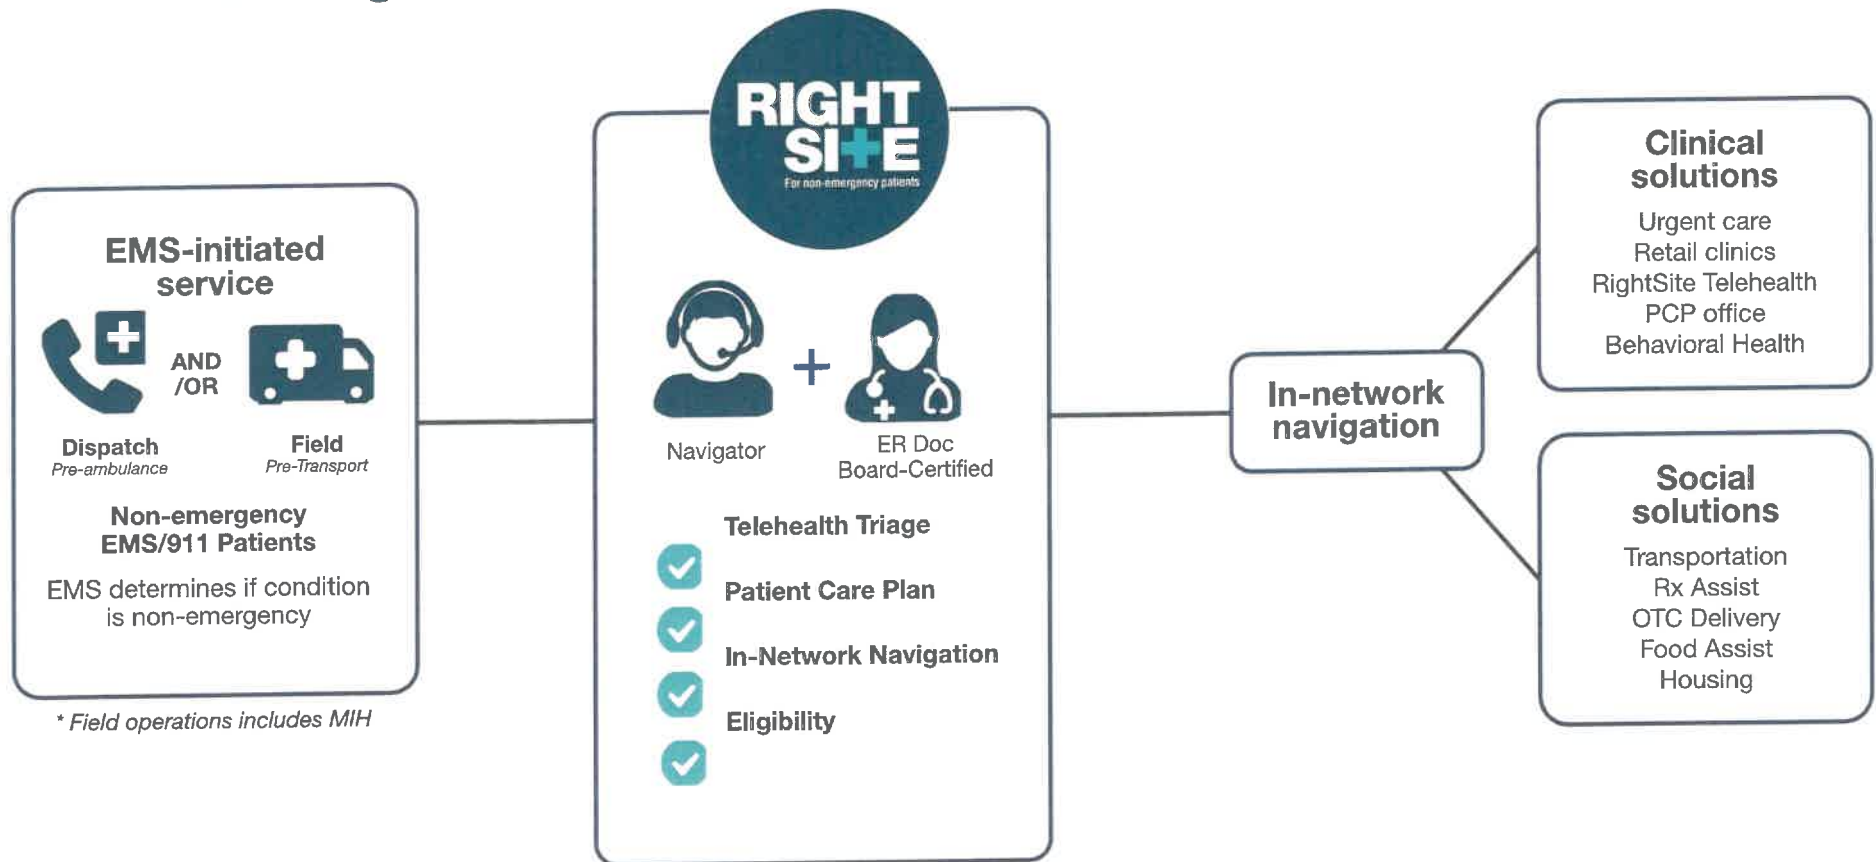 EMS-initiated
service
AND
/OR
Dispatch
Pre-ambulance
Field
Pre-Transport
Non-emergency
EMS/911 Patients
EMS determines if condition
is non-emergency
* Field operations includes MIH
RIGHT
SITE
For non-emergency patients
Navigator
ER Doc
Board-Certified
Telehealth Triage
Patient Care Plan
In-Network Navigation
Eligibility
In-network
navigation
Clinical
solutions
Urgent care
Retail clinics
RightSite Telehealth
PCP office
Behavioral Health
Social
solutions
Transportation
Rx Assist
OTC Delivery
Food Assist
Housing